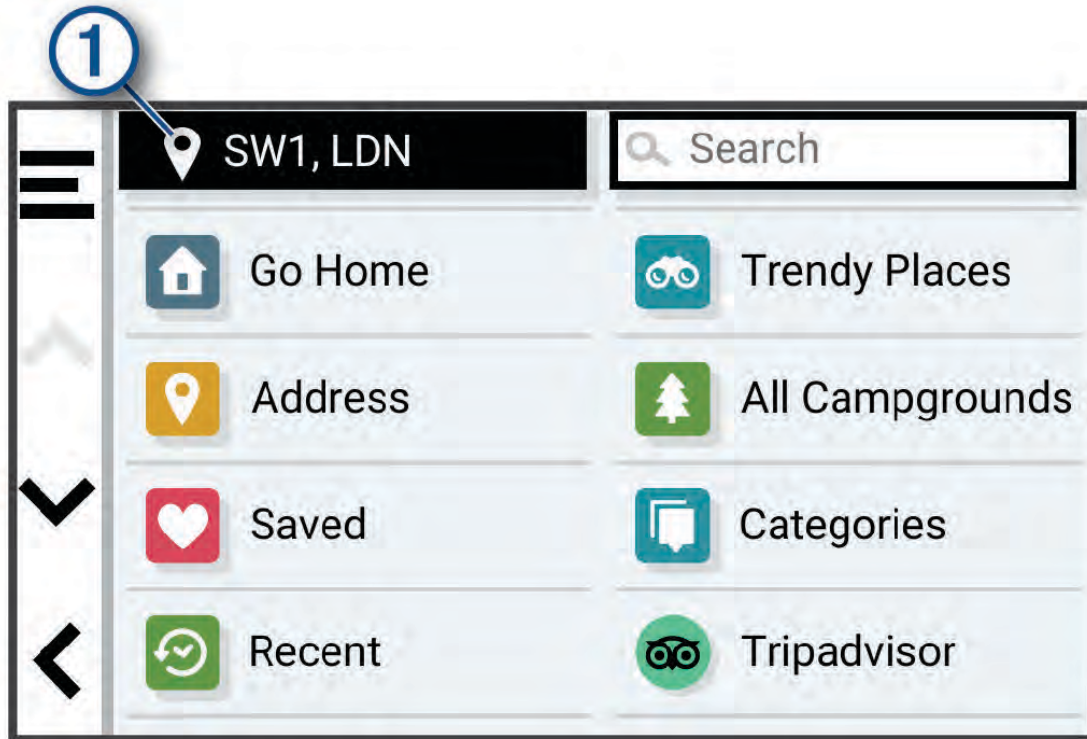 1
SW1, LDN
Search
Go Home
Trendy Places
Address
All Campgrounds
Saved
Categories
Recent
Tripadvisor